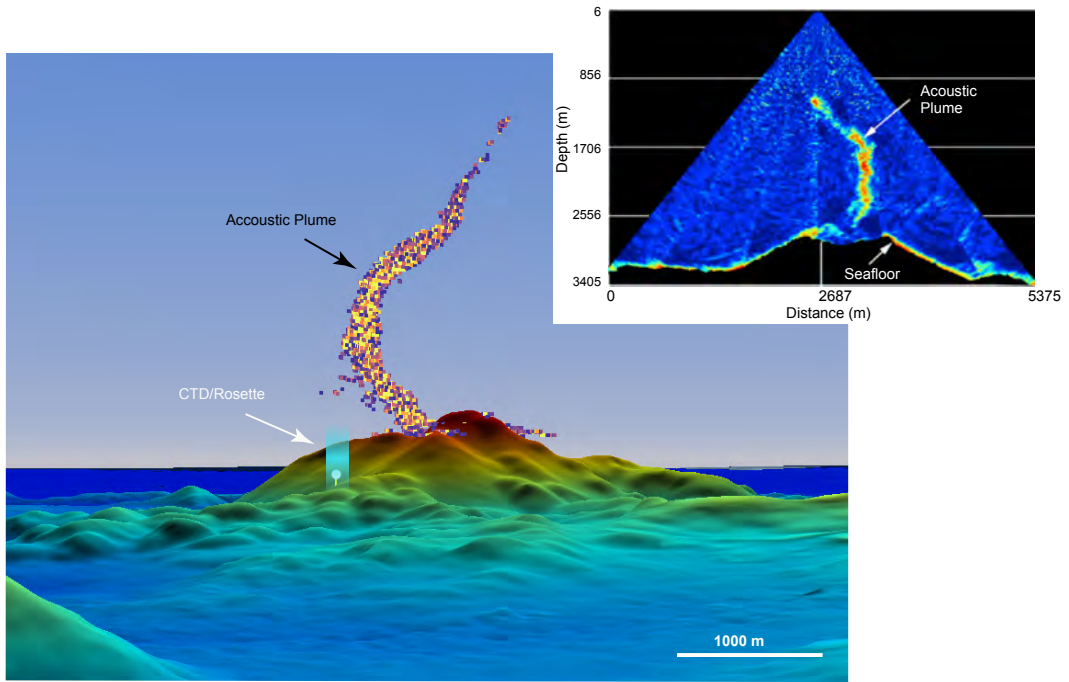 6
856
1706
2556
3405
Depth (m)
Acoustic
Plume
Seafloor
0
2687
5375
Distance (m)
Accoustic Plume
CTD/Rosette
1000 m